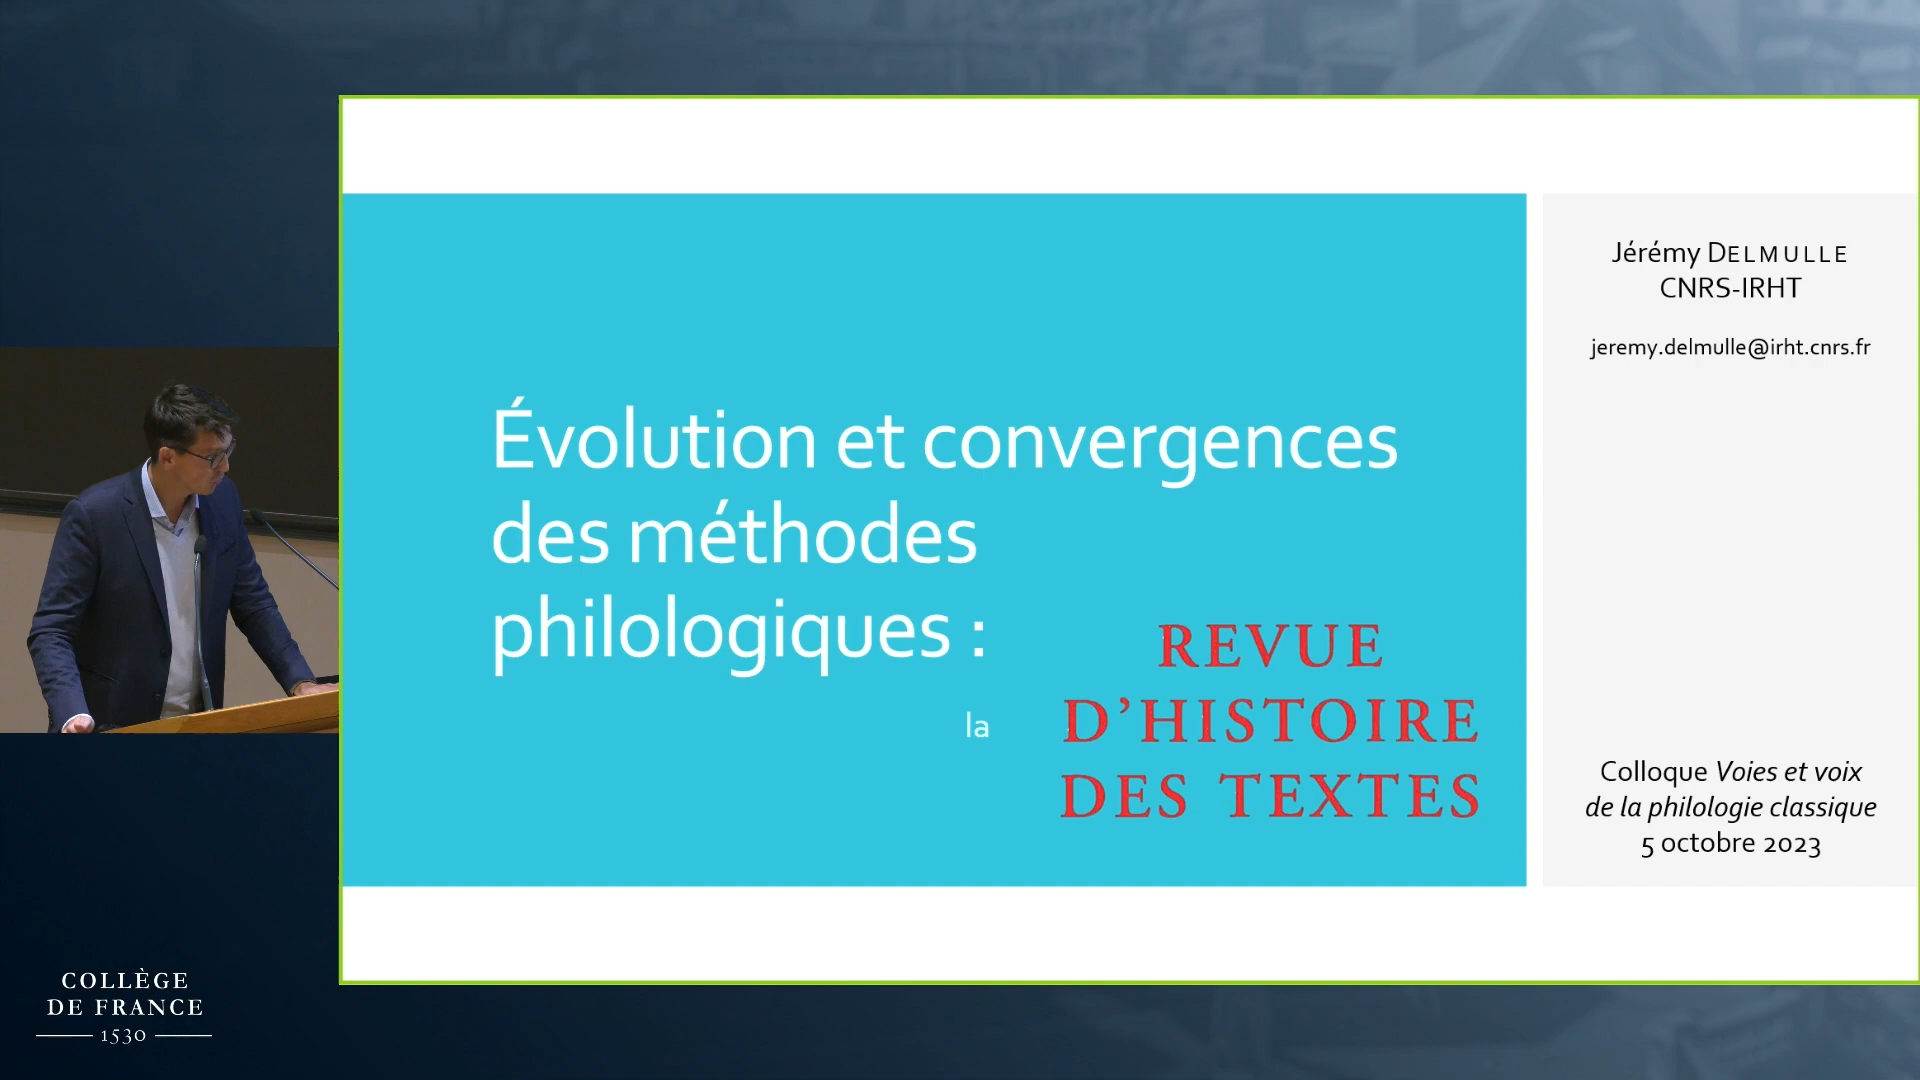 Évolution et convergences
des méthodes
philologiques :
la
REVUE
D’HISTOIRE
DES TEXTES
Jérémy DELMULLE
CNRS-IRHT
jeremy.delmulle@irht.cnrs.fr
Colloque Voies et voix
de la philologie classique
5 octobre 2023
COLLÈGE
DE FRANCE
1530